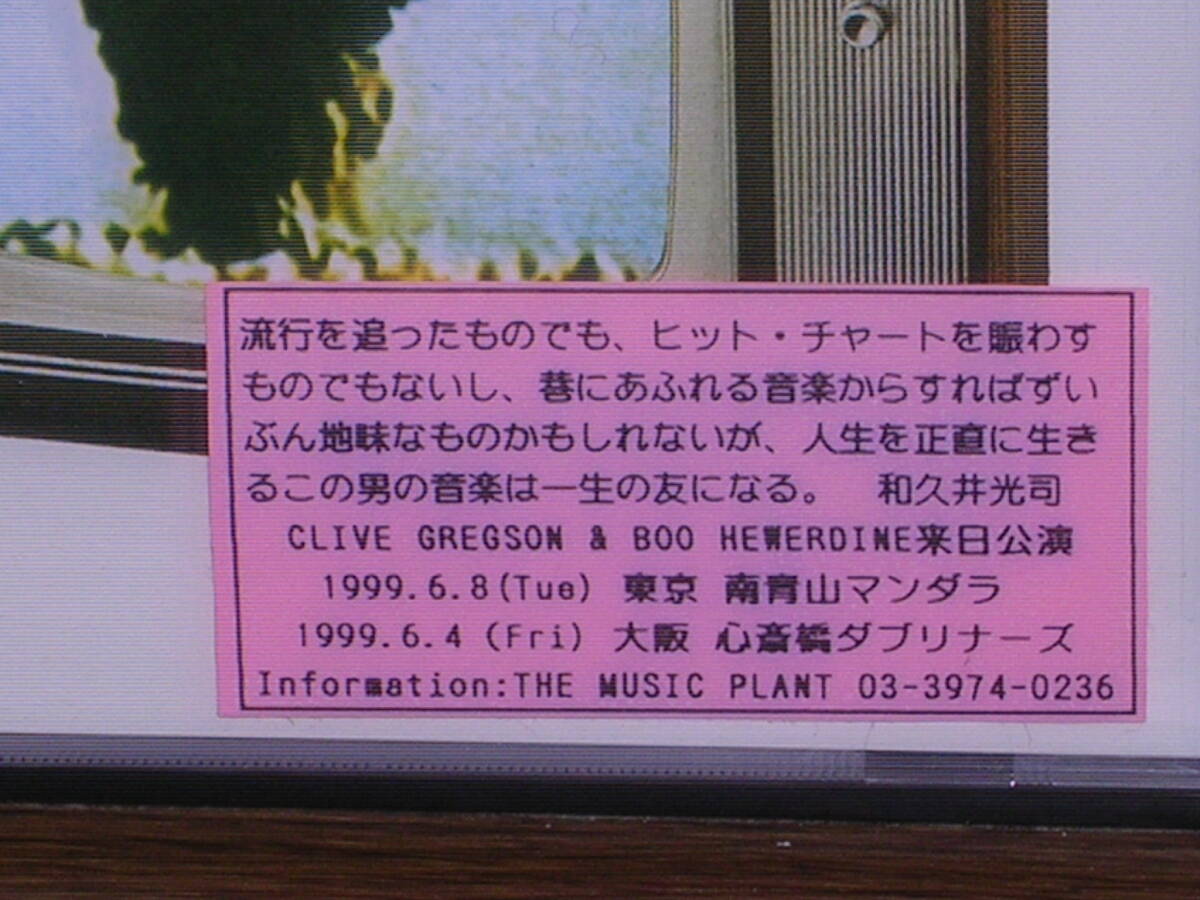 流行を追ったものでも、ヒット・チャートを賑わす
ものでもないし、巷にあふれる音楽からすればずい
ぶん地味なものかもしれないが、人生を正直に生き
るこの男の音楽は一生の友になる。　和久井光司
CLIVE GREGSON & BOO HEWERDINE来日公演
1999.6.8(Tue) 東京 南青山マンダラ
1999.6.4 (Fri) 大阪 心斎橋ダブリナーズ
Information:THE MUSIC PLANT 03-3974-0236